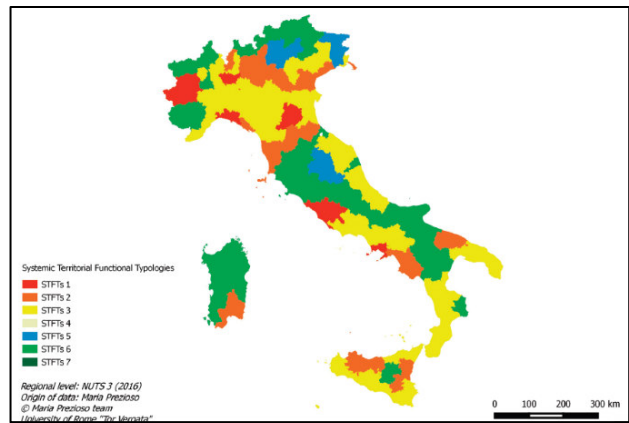 Systemic Territorial Functional Typologies
STFTs 1
STFTs 2
STFTs 3
STFTs 4
STFTs 5
STFTs 6
STFTs 7
Regional level: NUTS 3 (2016)
Origin of data: Maria Prezioso
© Maria Prezioso team
University of Rome "Tor Vergata"
0 100 200 300 km